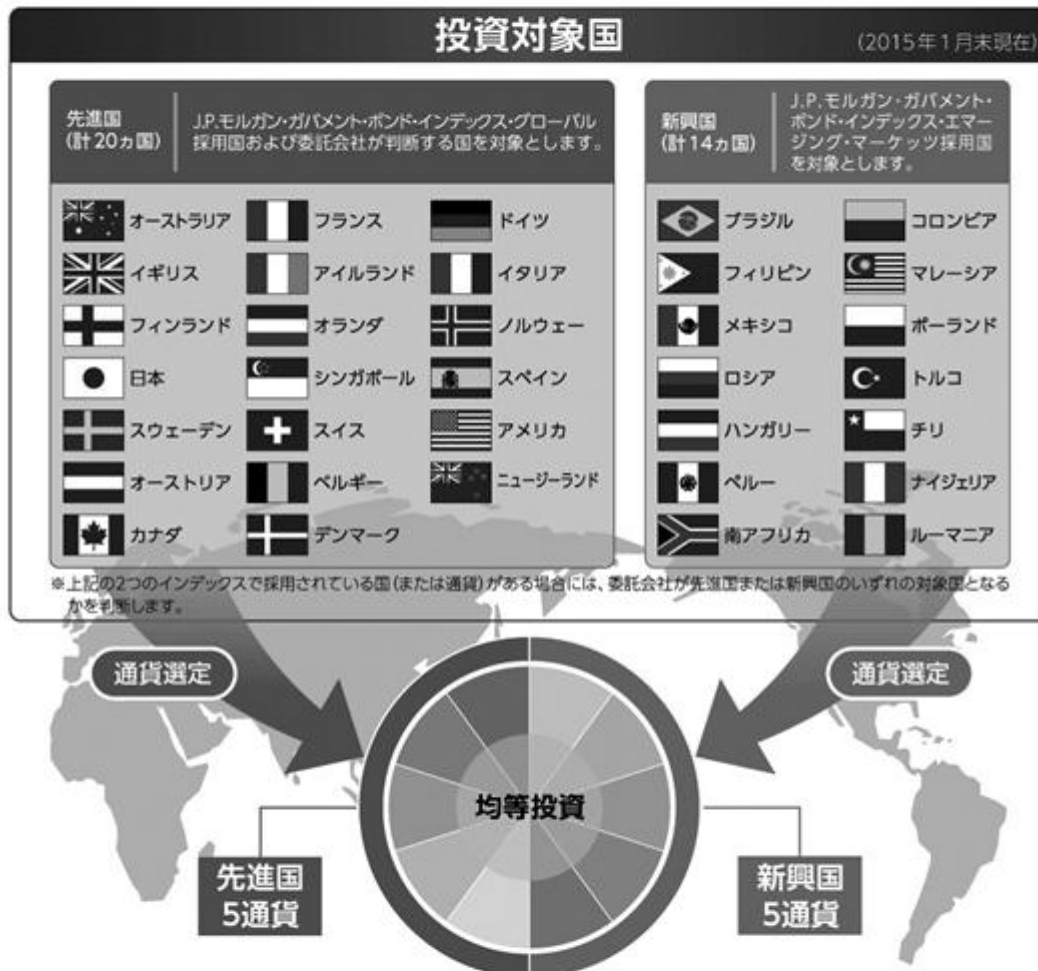 投資対象国
(2015年1月末現在)
先進国
(計20ヵ国)
J.P.モルガン・ガバメント・ボンド・インデックス・グローバル
採用国および委託会社が判断する国を対象とします。
オーストラリア フランス ドイツ
イギリス アイルランド イタリア
フィンランド オランダ ノルウェー
日本 シンガポール スペイン
スウェーデン スイス アメリカ
オーストリア ベルギー ニュージーランド
カナダ デンマーク
新興国
(計14ヵ国)
J.P.モルガン・ガバメント・
ボンド・インデックス・エマー
ジング・マーケッツ採用国
を対象とします。
ブラジル コロンビア
フィリピン マレーシア
メキシコ ポーランド
ロシア トルコ
ハンガリー チリ
ペルー ナイジェリア
南アフリカ ルーマニア
※上記の2つのインデックスで採用されている国(または通貨)がある場合には、委託会社が先進国または新興国のいずれの対象国となる
かを判断します。
通貨選定
通貨選定
均等投資
先進国
5通貨
新興国
5通貨